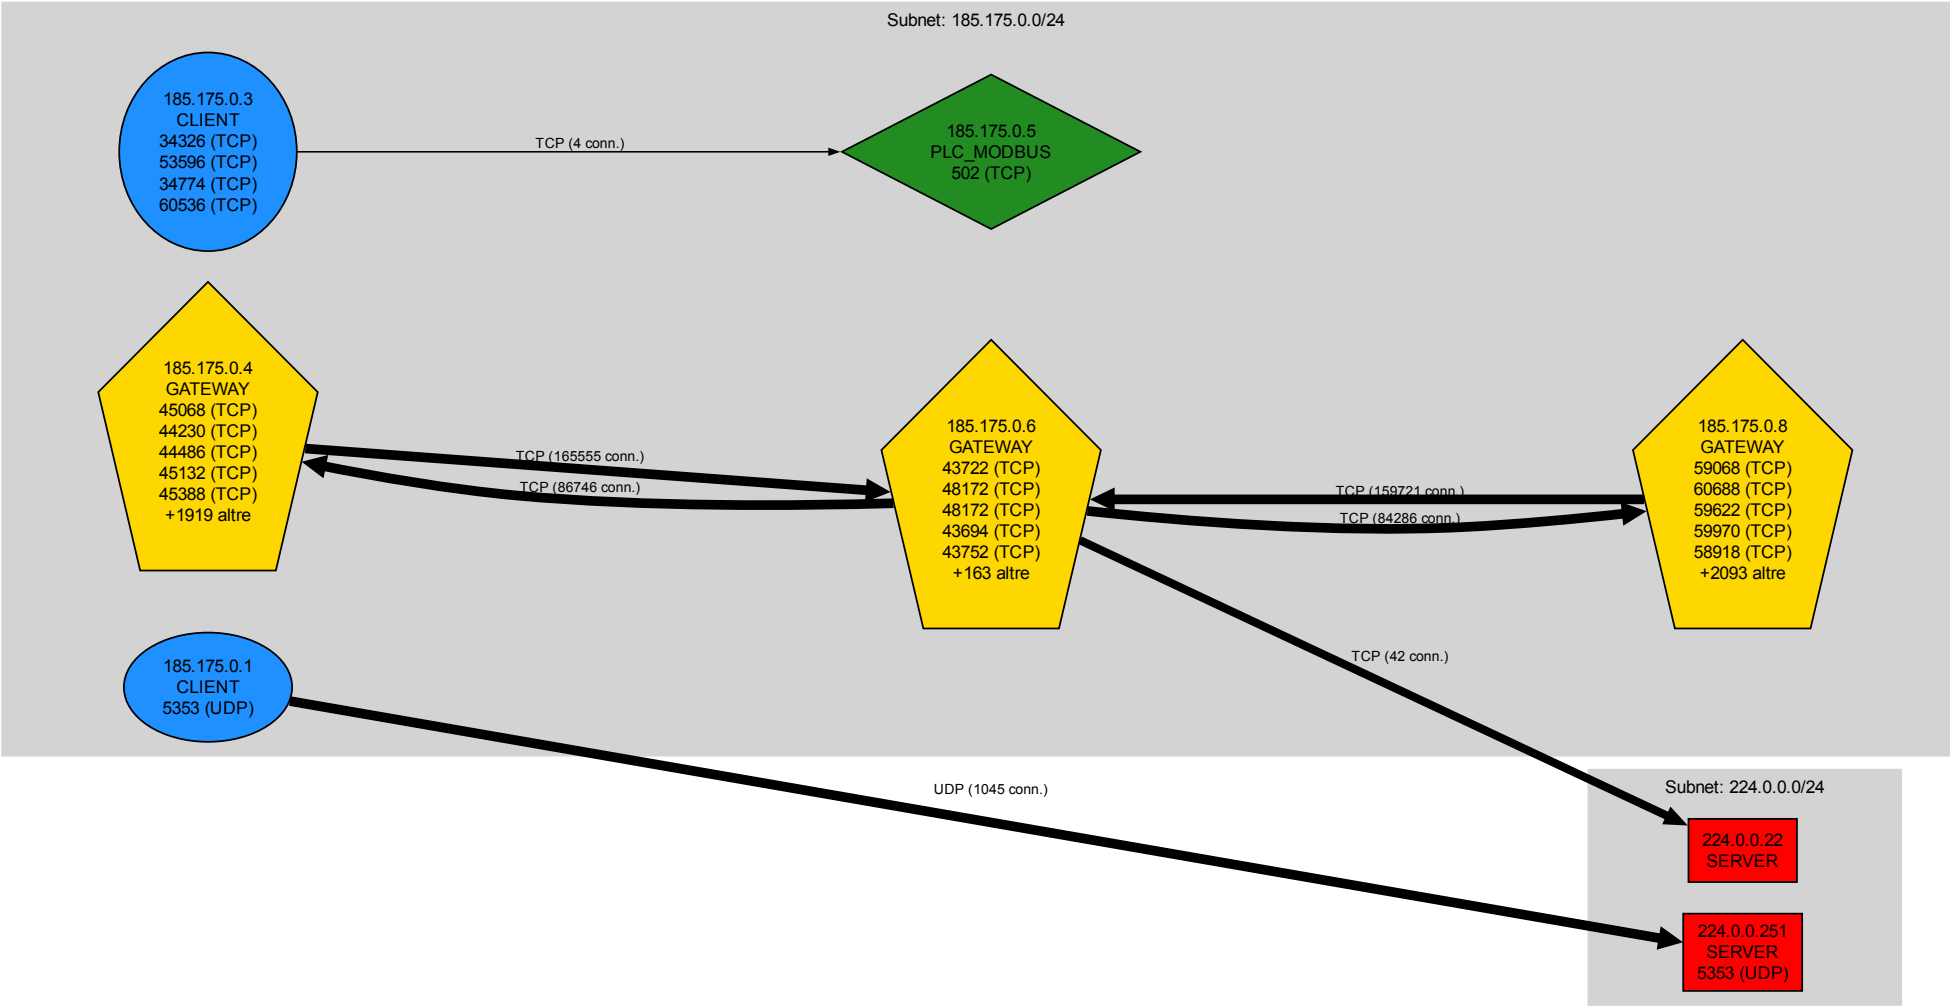 Subnet: 185.175.0.0/24
185.175.0.3
CLIENT
34326 (TCP)
53596 (TCP)
34774 (TCP)
60536 (TCP)
TCP (4 conn.)
185.175.0.5
PLC_MODBUS
502 (TCP)
185.175.0.4
GATEWAY
45068 (TCP)
44230 (TCP)
44486 (TCP)
45132 (TCP)
45388 (TCP)
+1919 altre
TCP (165555 conn.)
TCP (86746 conn.)
185.175.0.6
GATEWAY
43722 (TCP)
48172 (TCP)
48172 (TCP)
43694 (TCP)
43752 (TCP)
+163 altre
TCP (159721 conn.)
TCP (84286 conn.)
185.175.0.8
GATEWAY
59068 (TCP)
60688 (TCP)
59622 (TCP)
59970 (TCP)
58918 (TCP)
+2093 altre
185.175.0.1
CLIENT
5353 (UDP)
TCP (42 conn.)
UDP (1045 conn.)
Subnet: 224.0.0.0/24
224.0.0.22
SERVER
224.0.0.251
SERVER
5353 (UDP)